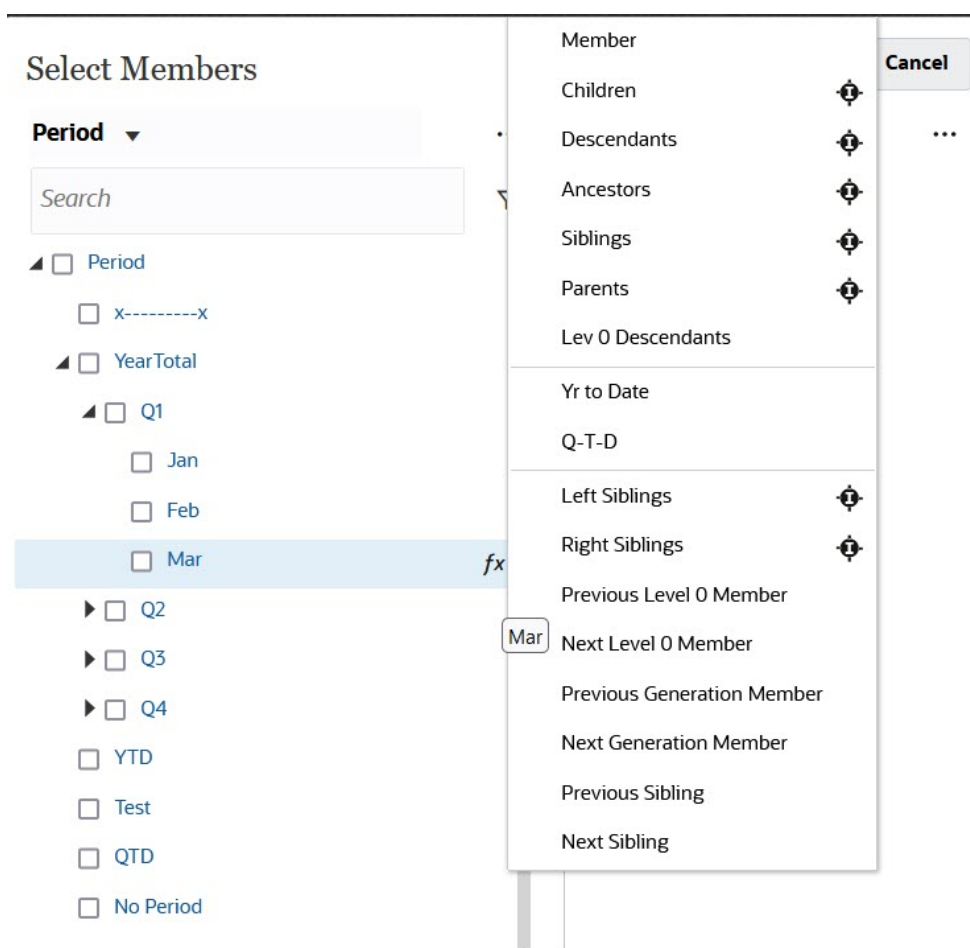 Select Members
Period
Search
Period
x---------x
YearTotal
Q1
Jan
Feb
Mar
fx
Q2
Q3
Q4
YTD
Test
QTD
No Period
Member
Children
Descendants
Ancestors
Siblings
Parents
Lev 0 Descendants
Yr to Date
Q-T-D
Left Siblings
Right Siblings
Previous Level 0 Member
Mar
Next Level 0 Member
Previous Generation Member
Next Generation Member
Previous Sibling
Next Sibling
Cancel
...